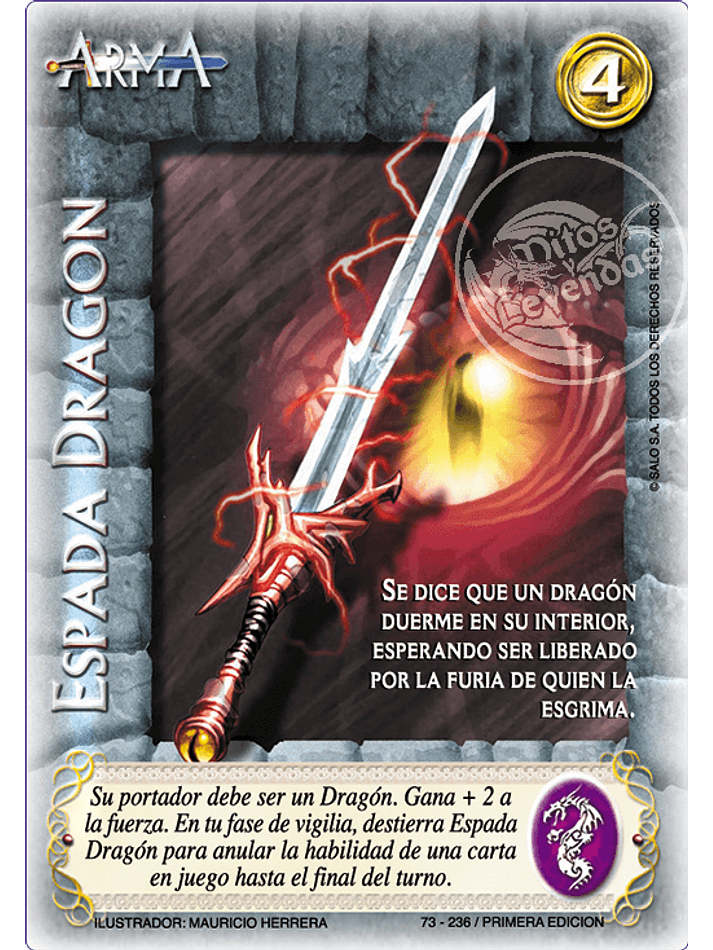 ARMA
4
ESPADA DRAGON
Mitos
y
Leyendas
© SALO S.A. TODOS LOS DERECHOS RESERVADOS
SE DICE QUE UN DRAGÓN
DUERME EN SU INTERIOR,
ESPERANDO SER LIBERADO
POR LA FURIA DE QUIEN LA
ESGRIMA.
Su portador debe ser un Dragón. Gana + 2 a
la fuerza. En tu fase de vigilia, destierra Espada
Dragón para anular la habilidad de una carta
en juego hasta el final del turno.
ILUSTRADOR: MAURICIO HERRERA
73 - 236 / PRIMERA EDICION